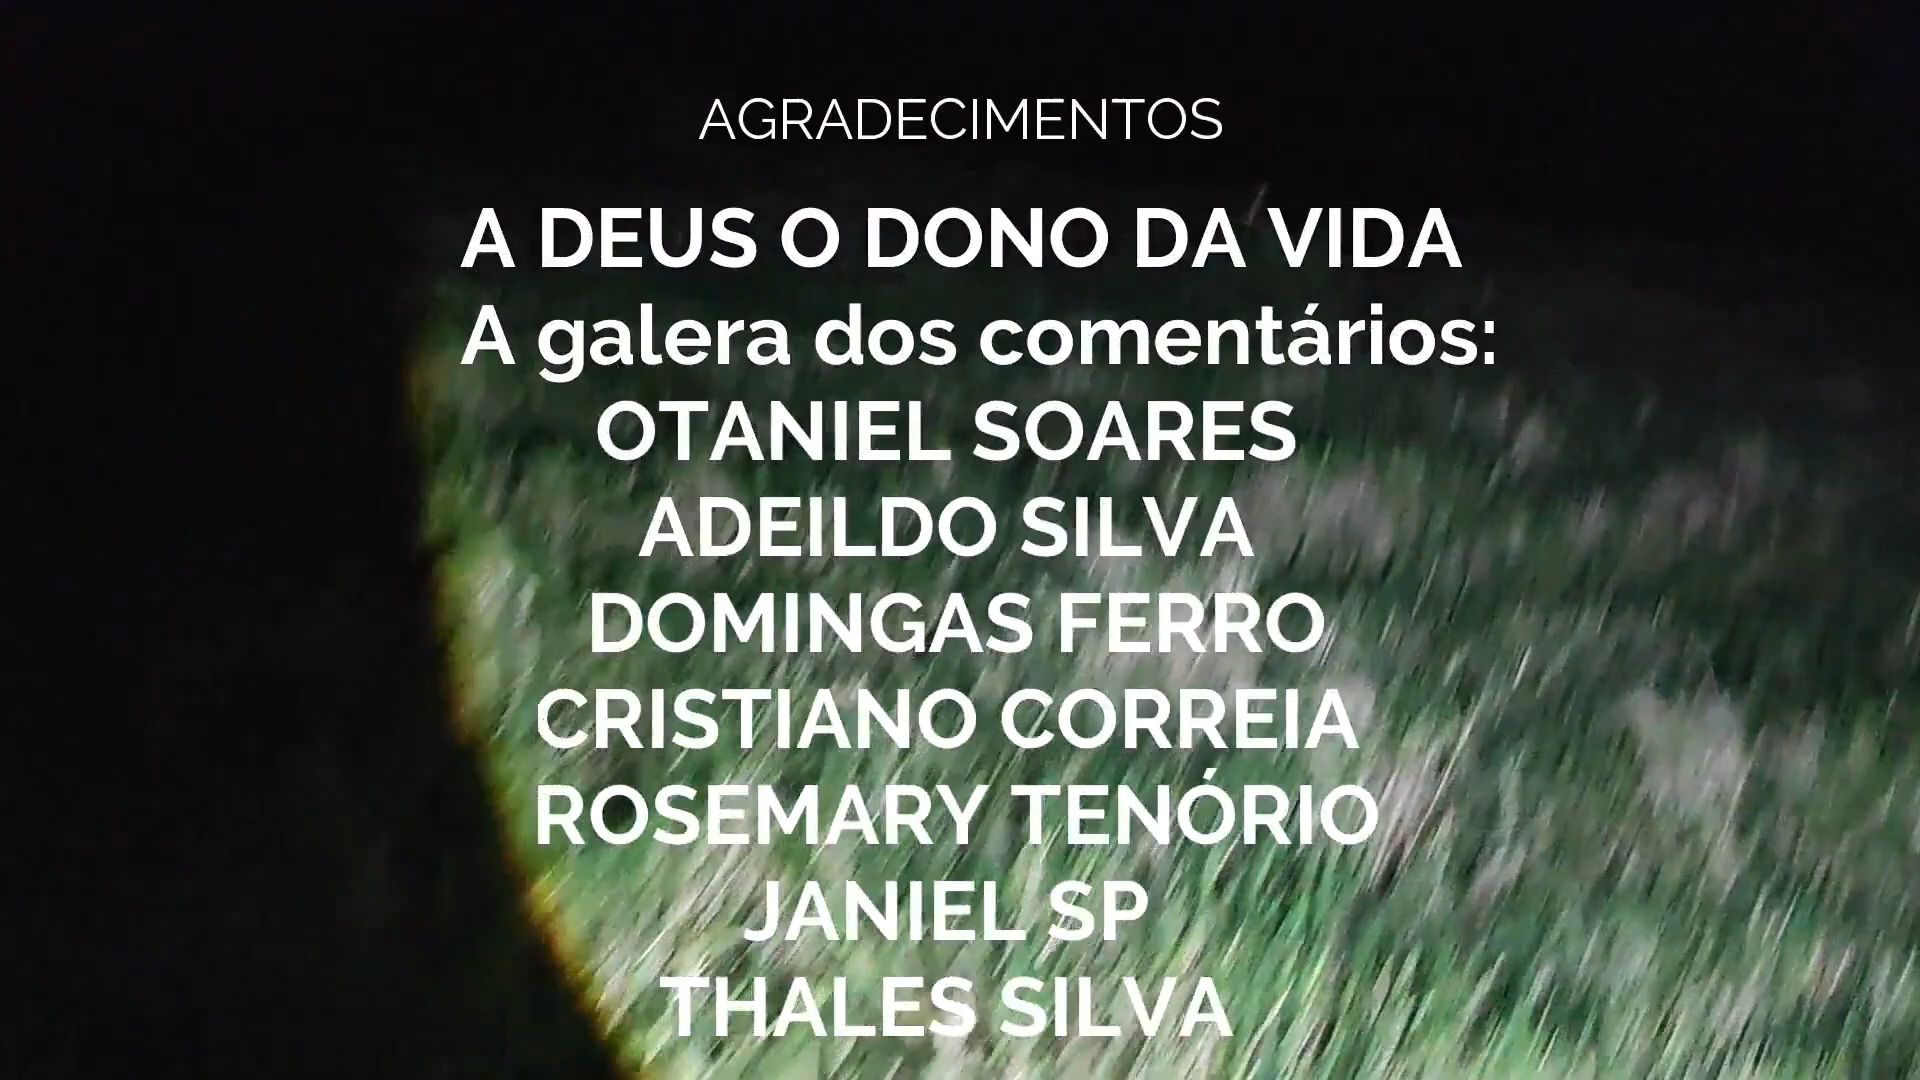 AGRADECIMENTOS
A DEUS O DONO DA VIDA
A galera dos comentários:
OTANIEL SOARES
ADEILDO SILVA
DOMINGAS FERRO
CRISTIANO CORREIA
ROSEMARY TENÓRIO
JANIEL SP
THALES SILVA